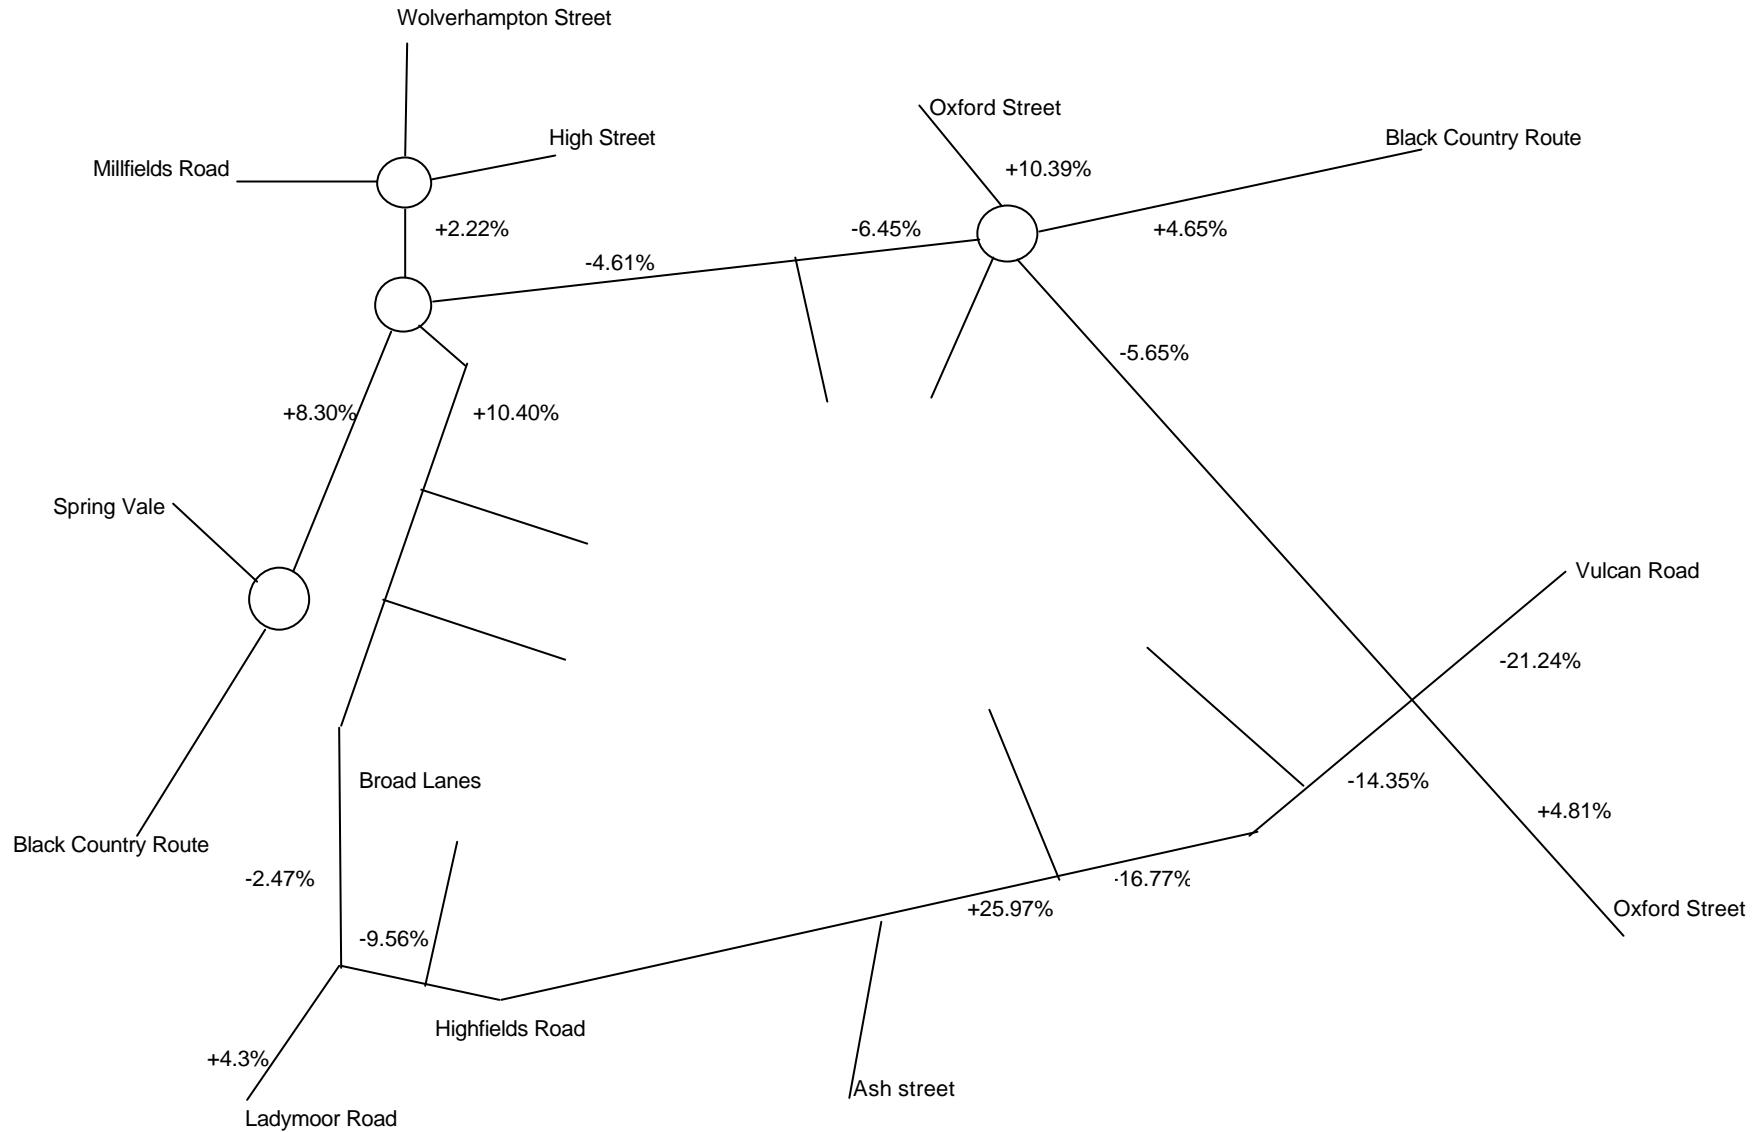 Wolverhampton Street
Oxford Street
High Street
Black Country Route
Millfields Road
+10.39%
+2.22%
-6.45%
+4.65%
-4.61%
-5.65%
+8.30%
+10.40%
Spring Vale
Vulcan Road
-21.24%
Broad Lanes
-14.35%
+4.81%
Black Country Route
-2.47%
-16.77%
+25.97%
Oxford Street
-9.56%
Highfields Road
+4.3%
Ash street
Ladymoor Road